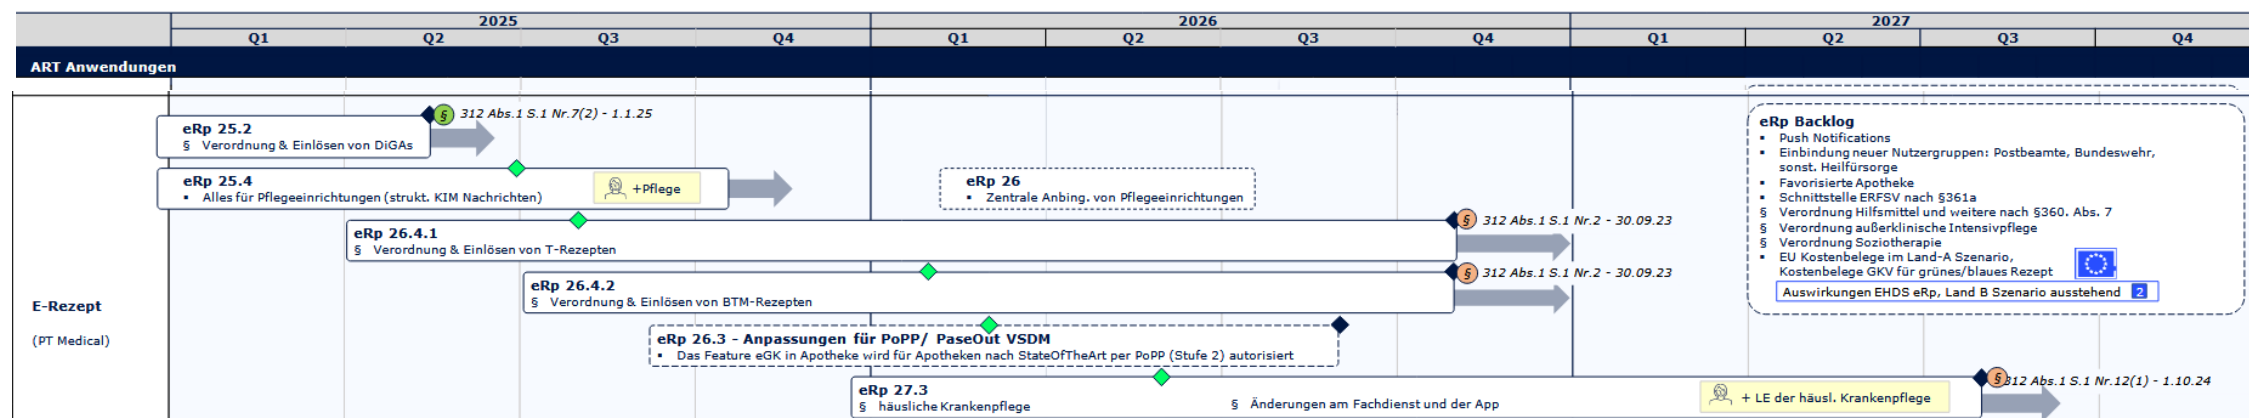 2025 2026 2027
Q1 Q2 Q3 Q4 Q1 Q2 Q3 Q4 Q1 Q2 Q3 Q4
ART Anwendungen
E-Rezept
(PT Medical)
§ 312 Abs.1 S.1 Nr.7(2) - 1.1.25
eRp 25.2
§ Verordnung & Einlösen von DiGAs
eRp 25.4
▪ Alles für Pflegeeinrichtungen (strukt. KIM Nachrichten)
+Pflege
eRp 26
▪ Zentrale Anbing. von Pflegeeinrichtungen
§ 312 Abs.1 S.1 Nr.2 - 30.09.23
eRp 26.4.1
§ Verordnung & Einlösen von T-Rezepten
§ 312 Abs.1 S.1 Nr.2 - 30.09.23
eRp 26.4.2
§ Verordnung & Einlösen von BTM-Rezepten
eRp 26.3 - Anpassungen für PoPP/ PaseOut VSDM
▪ Das Feature eGK in Apotheke wird für Apotheken nach StateOfTheArt per PoPP (Stufe 2) autorisiert
eRp 27.3
§ häusliche Krankenpflege
§ Änderungen am Fachdienst und der App
+ LE der häusl. Krankenpflege
§ 312 Abs.1 S.1 Nr.12(1) - 1.10.24
eRp Backlog
▪ Push Notifications
▪ Einbindung neuer Nutzergruppen: Postbeamte, Bundeswehr,
sonst. Heilfürsorge
▪ Favorisierte Apotheke
▪ Schnittstelle ERFSV nach §361a
§ Verordnung Hilfsmittel und weitere nach §360. Abs. 7
§ Verordnung außerklinische Intensivpflege
§ Verordnung Soziotherapie
▪ EU Kostenbelege im Land-A Szenario,
Kostenbelege GKV für grünes/blaues Rezept
Auswirkungen EHDS eRp, Land B Szenario ausstehend 2